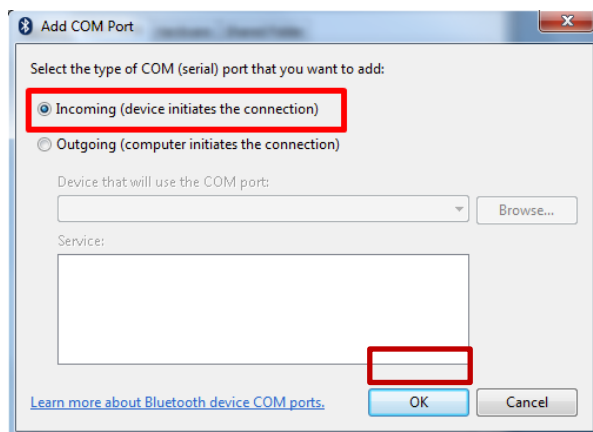 Add COM Port
Select the type of COM (serial) port that you want to add:
Incoming (device initiates the connection)
Outgoing (computer initiates the connection)
Device that will use the COM port:
Browse...
Service:
Learn more about Bluetooth device COM ports.
OK
Cancel